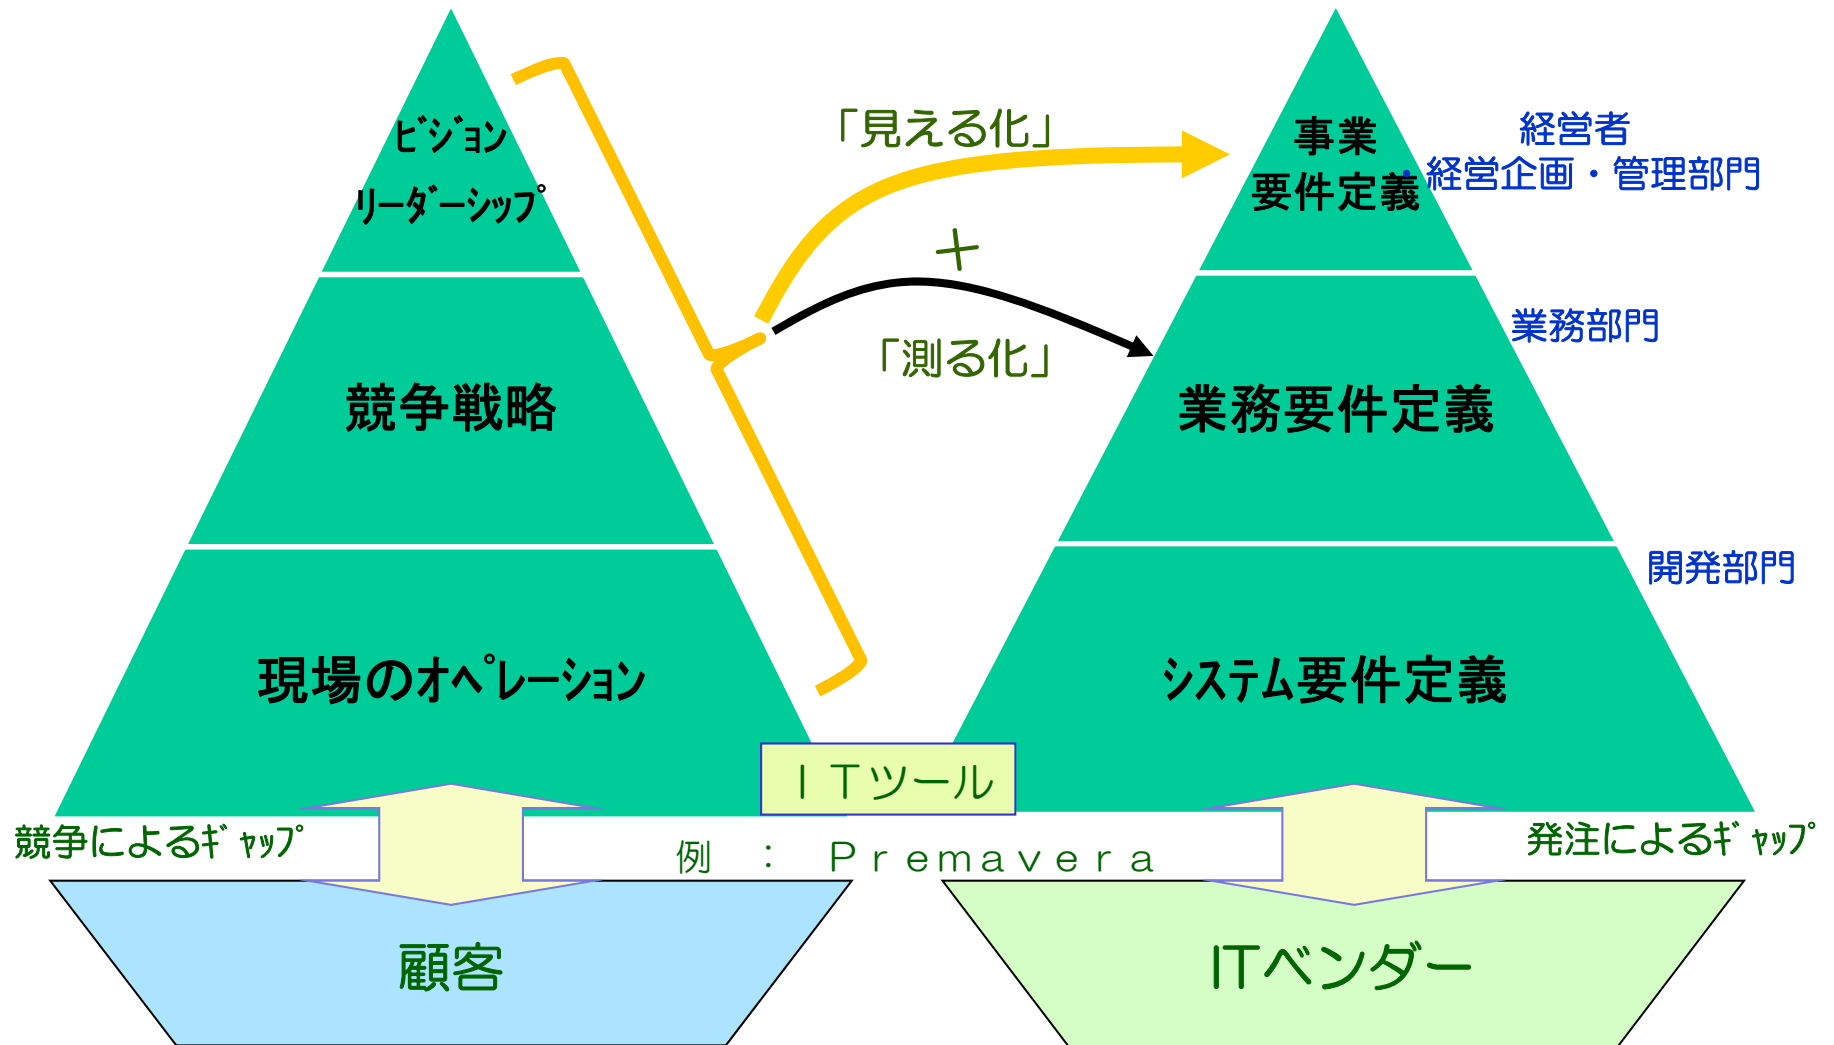 ﾋﾞｼﾞｮﾝ
ﾘｰﾀﾞｰｼｯﾌﾟ
競争戦略
現場のｵﾍﾟﾚｰｼｮﾝ
競争によるｷﾞｬｯﾌﾟ
顧客
「見える化」
＋
「測る化」
ＩＴツール
例　：　Ｐｒｅｍａｖｅｒａ
事業
要件定義
経営者
・経営企画・管理部門
業務部門
業務要件定義
開発部門
ｼｽﾃﾑ要件定義
発注によるｷﾞｬｯﾌﾟ
ITベンダー